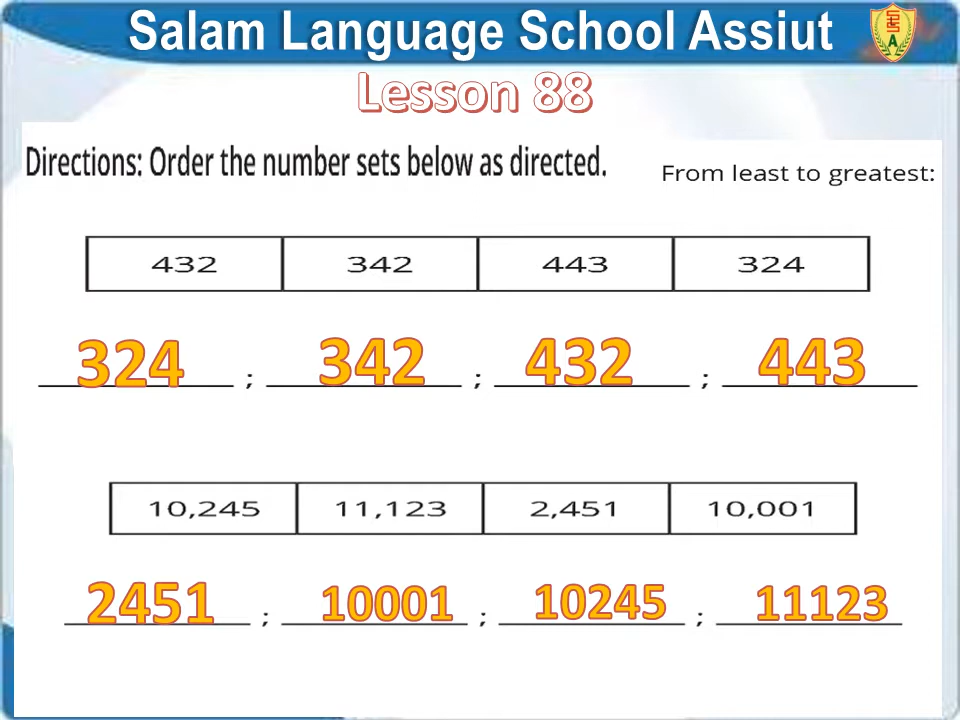 Salam Language School Assiut
Lesson 88
Directions: Order the number sets below as directed.
From least to greatest:
432 342 443 324
324 ; 342 ; 432 ; 443
10,245 11,123 2,451 10,001
2451 ; 10001 ; 10245 ; 11123